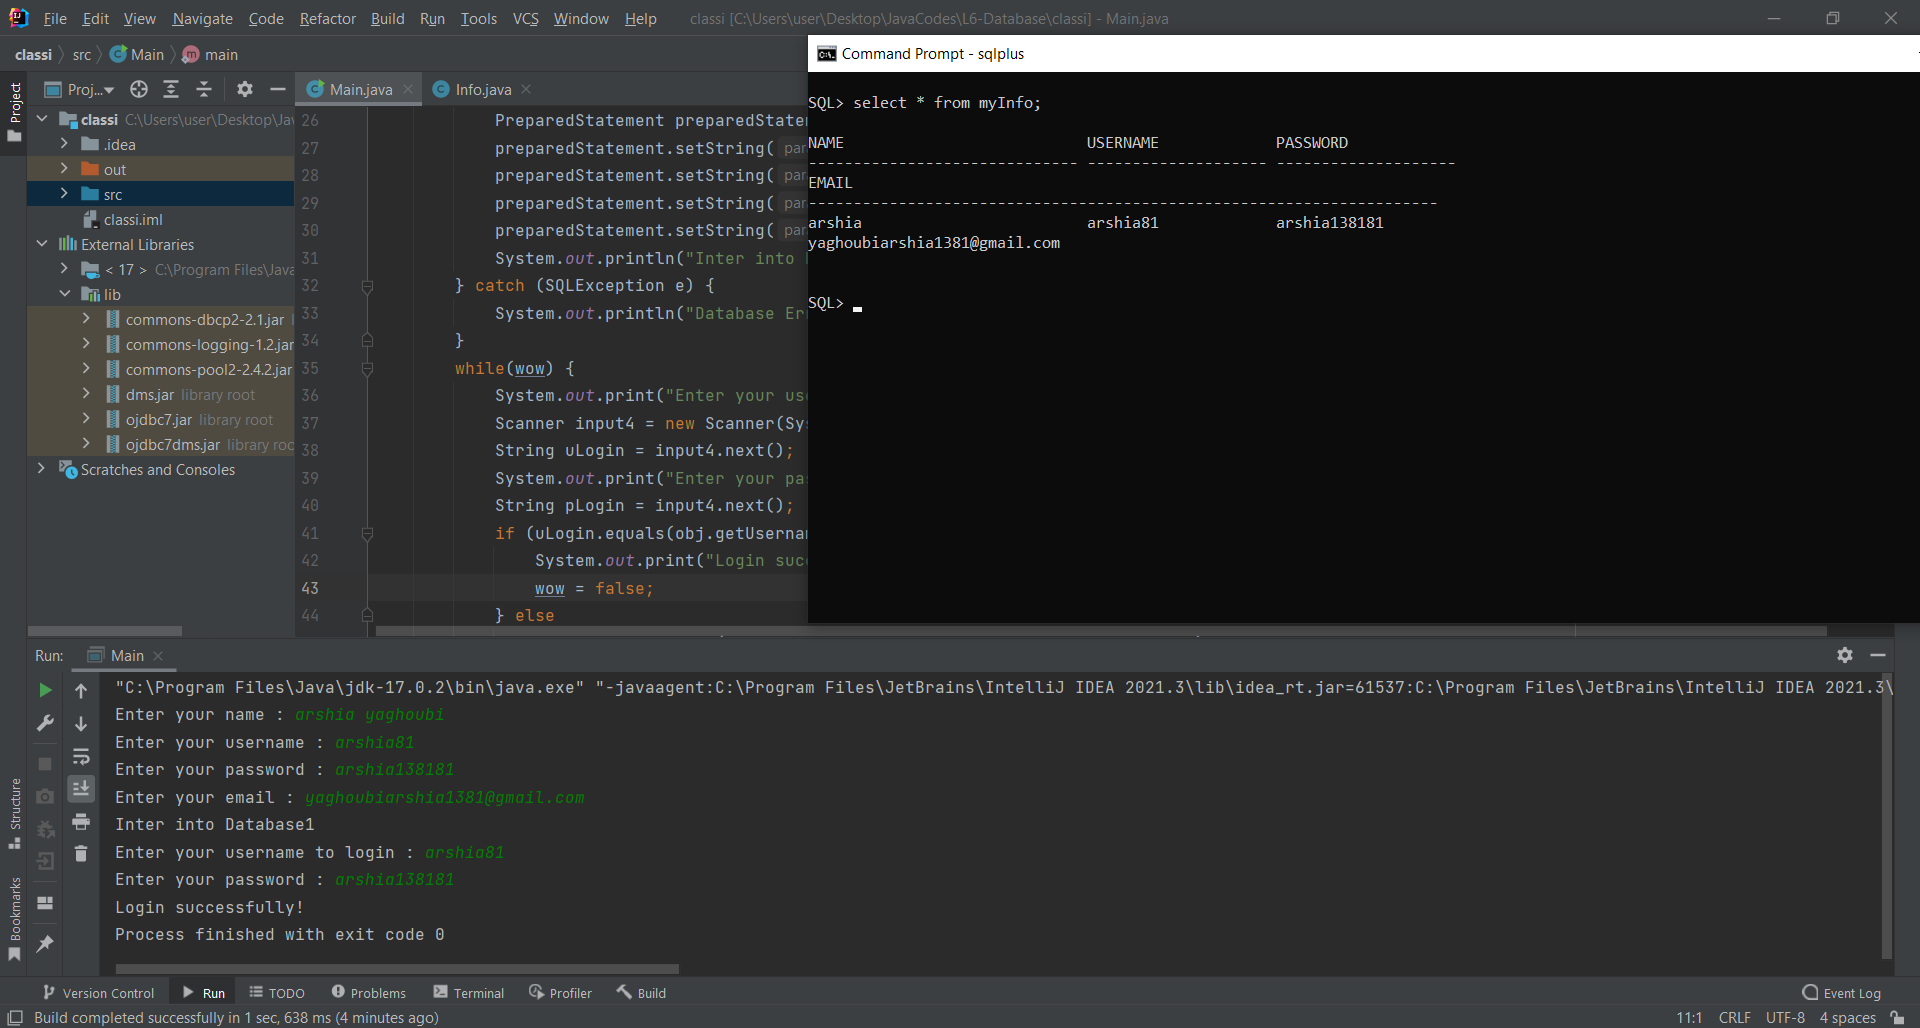 File Edit View Navigate Code Refactor Build Run Tools VCS Window Help classi [C:\Users\user\Desktop\JavaCodes\L6-Database\classi] - Main.java
classi src Main main
Project
Proj...
Main.java
Info.java
classi C:\Users\user\Desktop\Jav
.idea
out
src
classi.iml
External Libraries
< 17 > C:\Program Files\Java
lib
commons-dbcp2-2.1.jar
commons-logging-1.2.jar
commons-pool2-2.4.2.jar
dms.jar library root
ojdbc7.jar library root
ojdbc7dms.jar library roo
Scratches and Consoles
26 PreparedStatement preparedStatem
27 preparedStatement.setString( par
28 preparedStatement.setString( par
29 preparedStatement.setString( par
30 preparedStatement.setString( par
31 System.out.println("Inter into
32 } catch (SQLException e) {
33 System.out.println("Database Er
34 }
35 while(wow) {
36 System.out.print("Enter your us
37 Scanner input4 = new Scanner(Sy
38 String uLogin = input4.next();
39 System.out.print("Enter your pa
40 String pLogin = input4.next();
41 if (uLogin.equals(obj.getUserna
42 System.out.print("Login suc
43 wow = false;
44 } else
Command Prompt - sqlplus
SQL> select * from myInfo;
NAME USERNAME PASSWORD
------------------------------ -------------------- --------------------
EMAIL
----------------------------------------------------------------------
arshia arshia81 arshia138181
yaghoubiarshia1381@gmail.com
SQL>
Run: Main
"C:\Program Files\Java\jdk-17.0.2\bin\java.exe" "-javaagent:C:\Program Files\JetBrains\IntelliJ IDEA 2021.3\lib\idea_rt.jar=61537:C:\Program Files\JetBrains\IntelliJ IDEA 2021.3\
Enter your name : arshia yaghoubi
Enter your username : arshia81
Enter your password : arshia138181
Enter your email : yaghoubiarshia1381@gmail.com
Inter into Database1
Enter your username to login : arshia81
Enter your password : arshia138181
Login successfully!
Process finished with exit code 0
Structure
Bookmarks
Version Control Run TODO Problems Terminal Profiler Build Event Log
Build completed successfully in 1 sec, 638 ms (4 minutes ago) 11:1 CRLF UTF-8 4 spaces